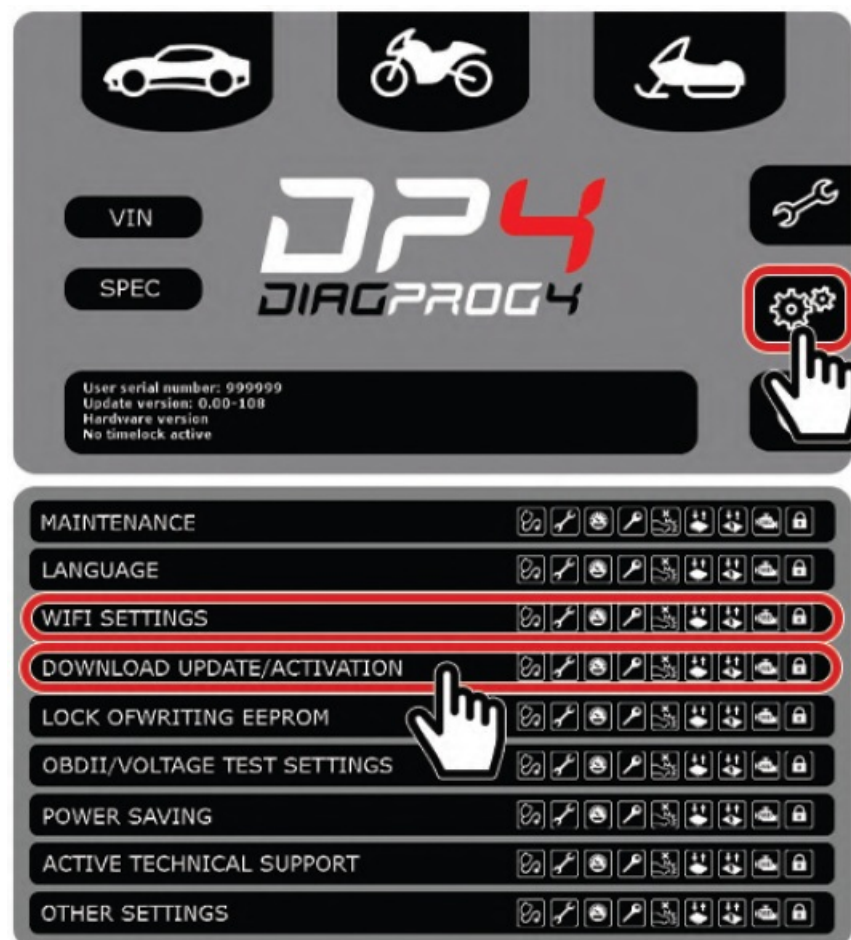 VIN
DP4
SPEC
DIAGPROG4
User serial number: 999999
Update version: 0.00-108
Hardware version
No timelock active
MAINTENANCE
LANGUAGE
WIFI SETTINGS
DOWNLOAD UPDATE/ACTIVATION
LOCK OFWRITING EEPROM
OBDII/VOLTAGE TEST SETTINGS
POWER SAVING
ACTIVE TECHNICAL SUPPORT
OTHER SETTINGS